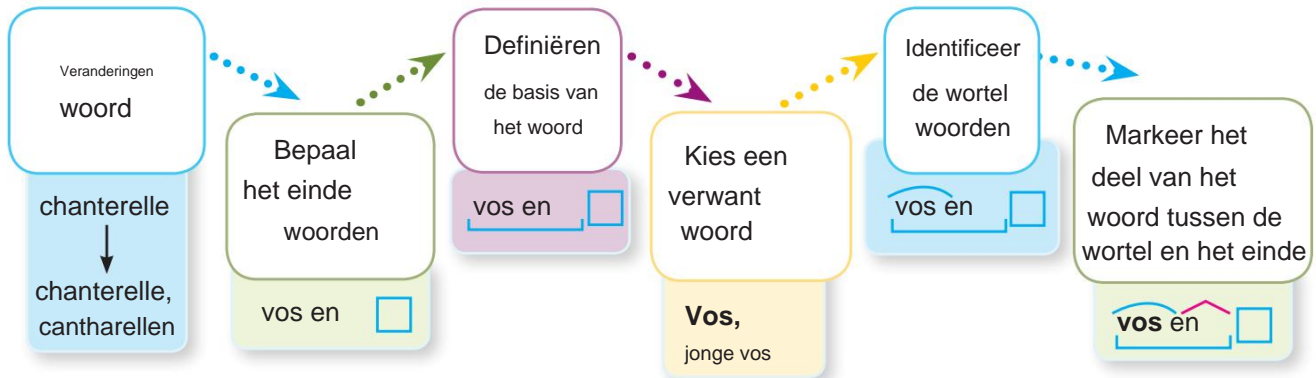 Veranderingen
woord
chanterelle
chanterelle,
cantharellen
Bepaal
het einde
woorden
vos en
Definiëren
de basis van
het woord
vos en
Kies een
verwant
woord
Vos,
jonge vos
Identificeer
de wortel
woorden
vos en
Markeer het
deel van het
woord tussen de
wortel en het einde
vos en